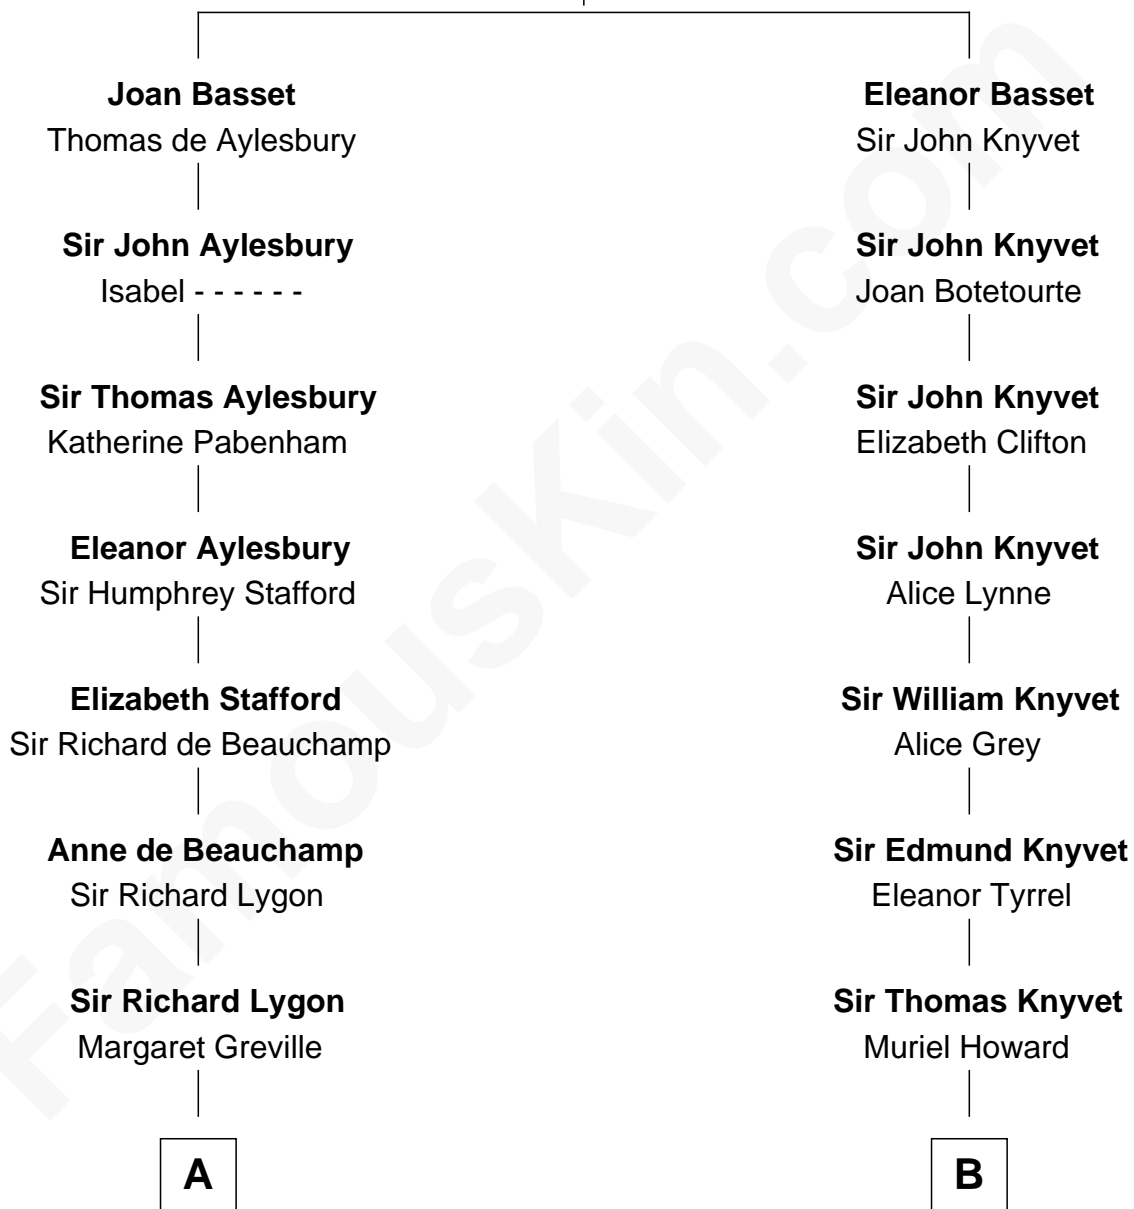 Joan Basset
Thomas de Aylesbury
Sir John Aylesbury
Isabel - - - - - -
Sir Thomas Aylesbury
Katherine Pabenham
Eleanor Aylesbury
Sir Humphrey Stafford
Elizabeth Stafford
Sir Richard de Beauchamp
Anne de Beauchamp
Sir Richard Lygon
Sir Richard Lygon
Margaret Greville
A
Eleanor Basset
Sir John Knyvet
Sir John Knyvet
Joan Botetourte
Sir John Knyvet
Elizabeth Clifton
Sir John Knyvet
Alice Lynne
Sir William Knyvet
Alice Grey
Sir Edmund Knyvet
Eleanor Tyrrel
Sir Thomas Knyvet
Muriel Howard
B
FamousKin.com